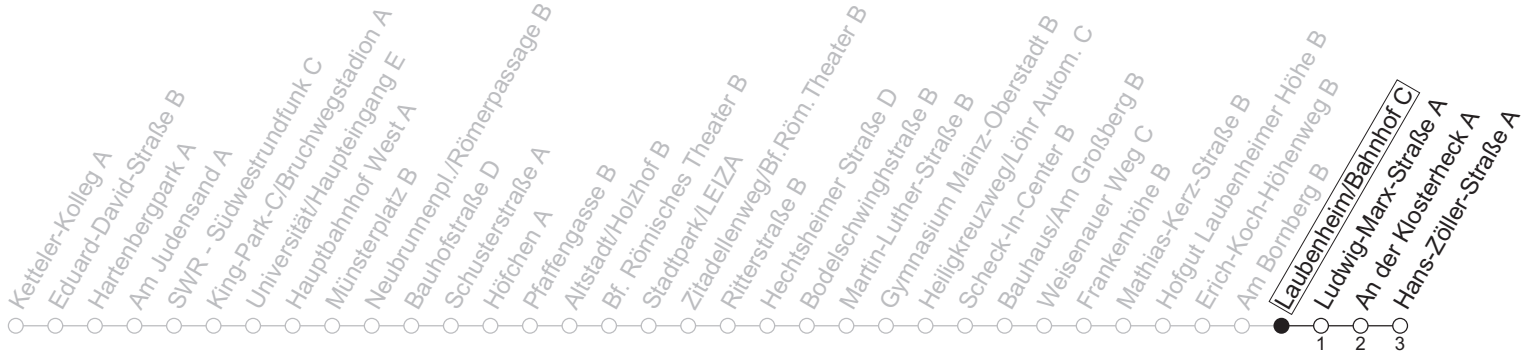 Ketteler-Kolleg A
Eduard-David-Straße B
Hartenbergpark A
Am Judensand A
SWR - Südwestrundfunk C
King-Park-C/Bruchwegstadion A
Universität/Haupteingang E
Hauptbahnhof West A
Münsterplatz B
Neubrunnenpl./Römerpassage B
Bauhofstraße D
Schusterstraße A
Höfchen A
Pfaffengasse B
Altstadt/Holzhof B
Bf. Römisches Theater B
Stadtpark/LEIZA
Zitadellenweg/Bf.Röm.Theater B
Ritterstraße B
Hechtsheimer Straße D
Bodelschwinghstraße B
Martin-Luther-Straße B
Gymnasium Mainz-Oberstadt B
Heiligkreuzweg/Löhr Autom. C
Scheck-In-Center B
Bauhaus/Am Großberg B
Weisenauer Weg C
Frankenhöhe B
Mathias-Kerz-Straße B
Hofgut Laubenheimer Höhe B
Erich-Koch-Höhenweg B
Am Bornberg B
Laubenheim/Bahnhof C
Ludwig-Marx-Straße A
An der Klosterheck A
Hans-Zöller-Straße A
1 2 3